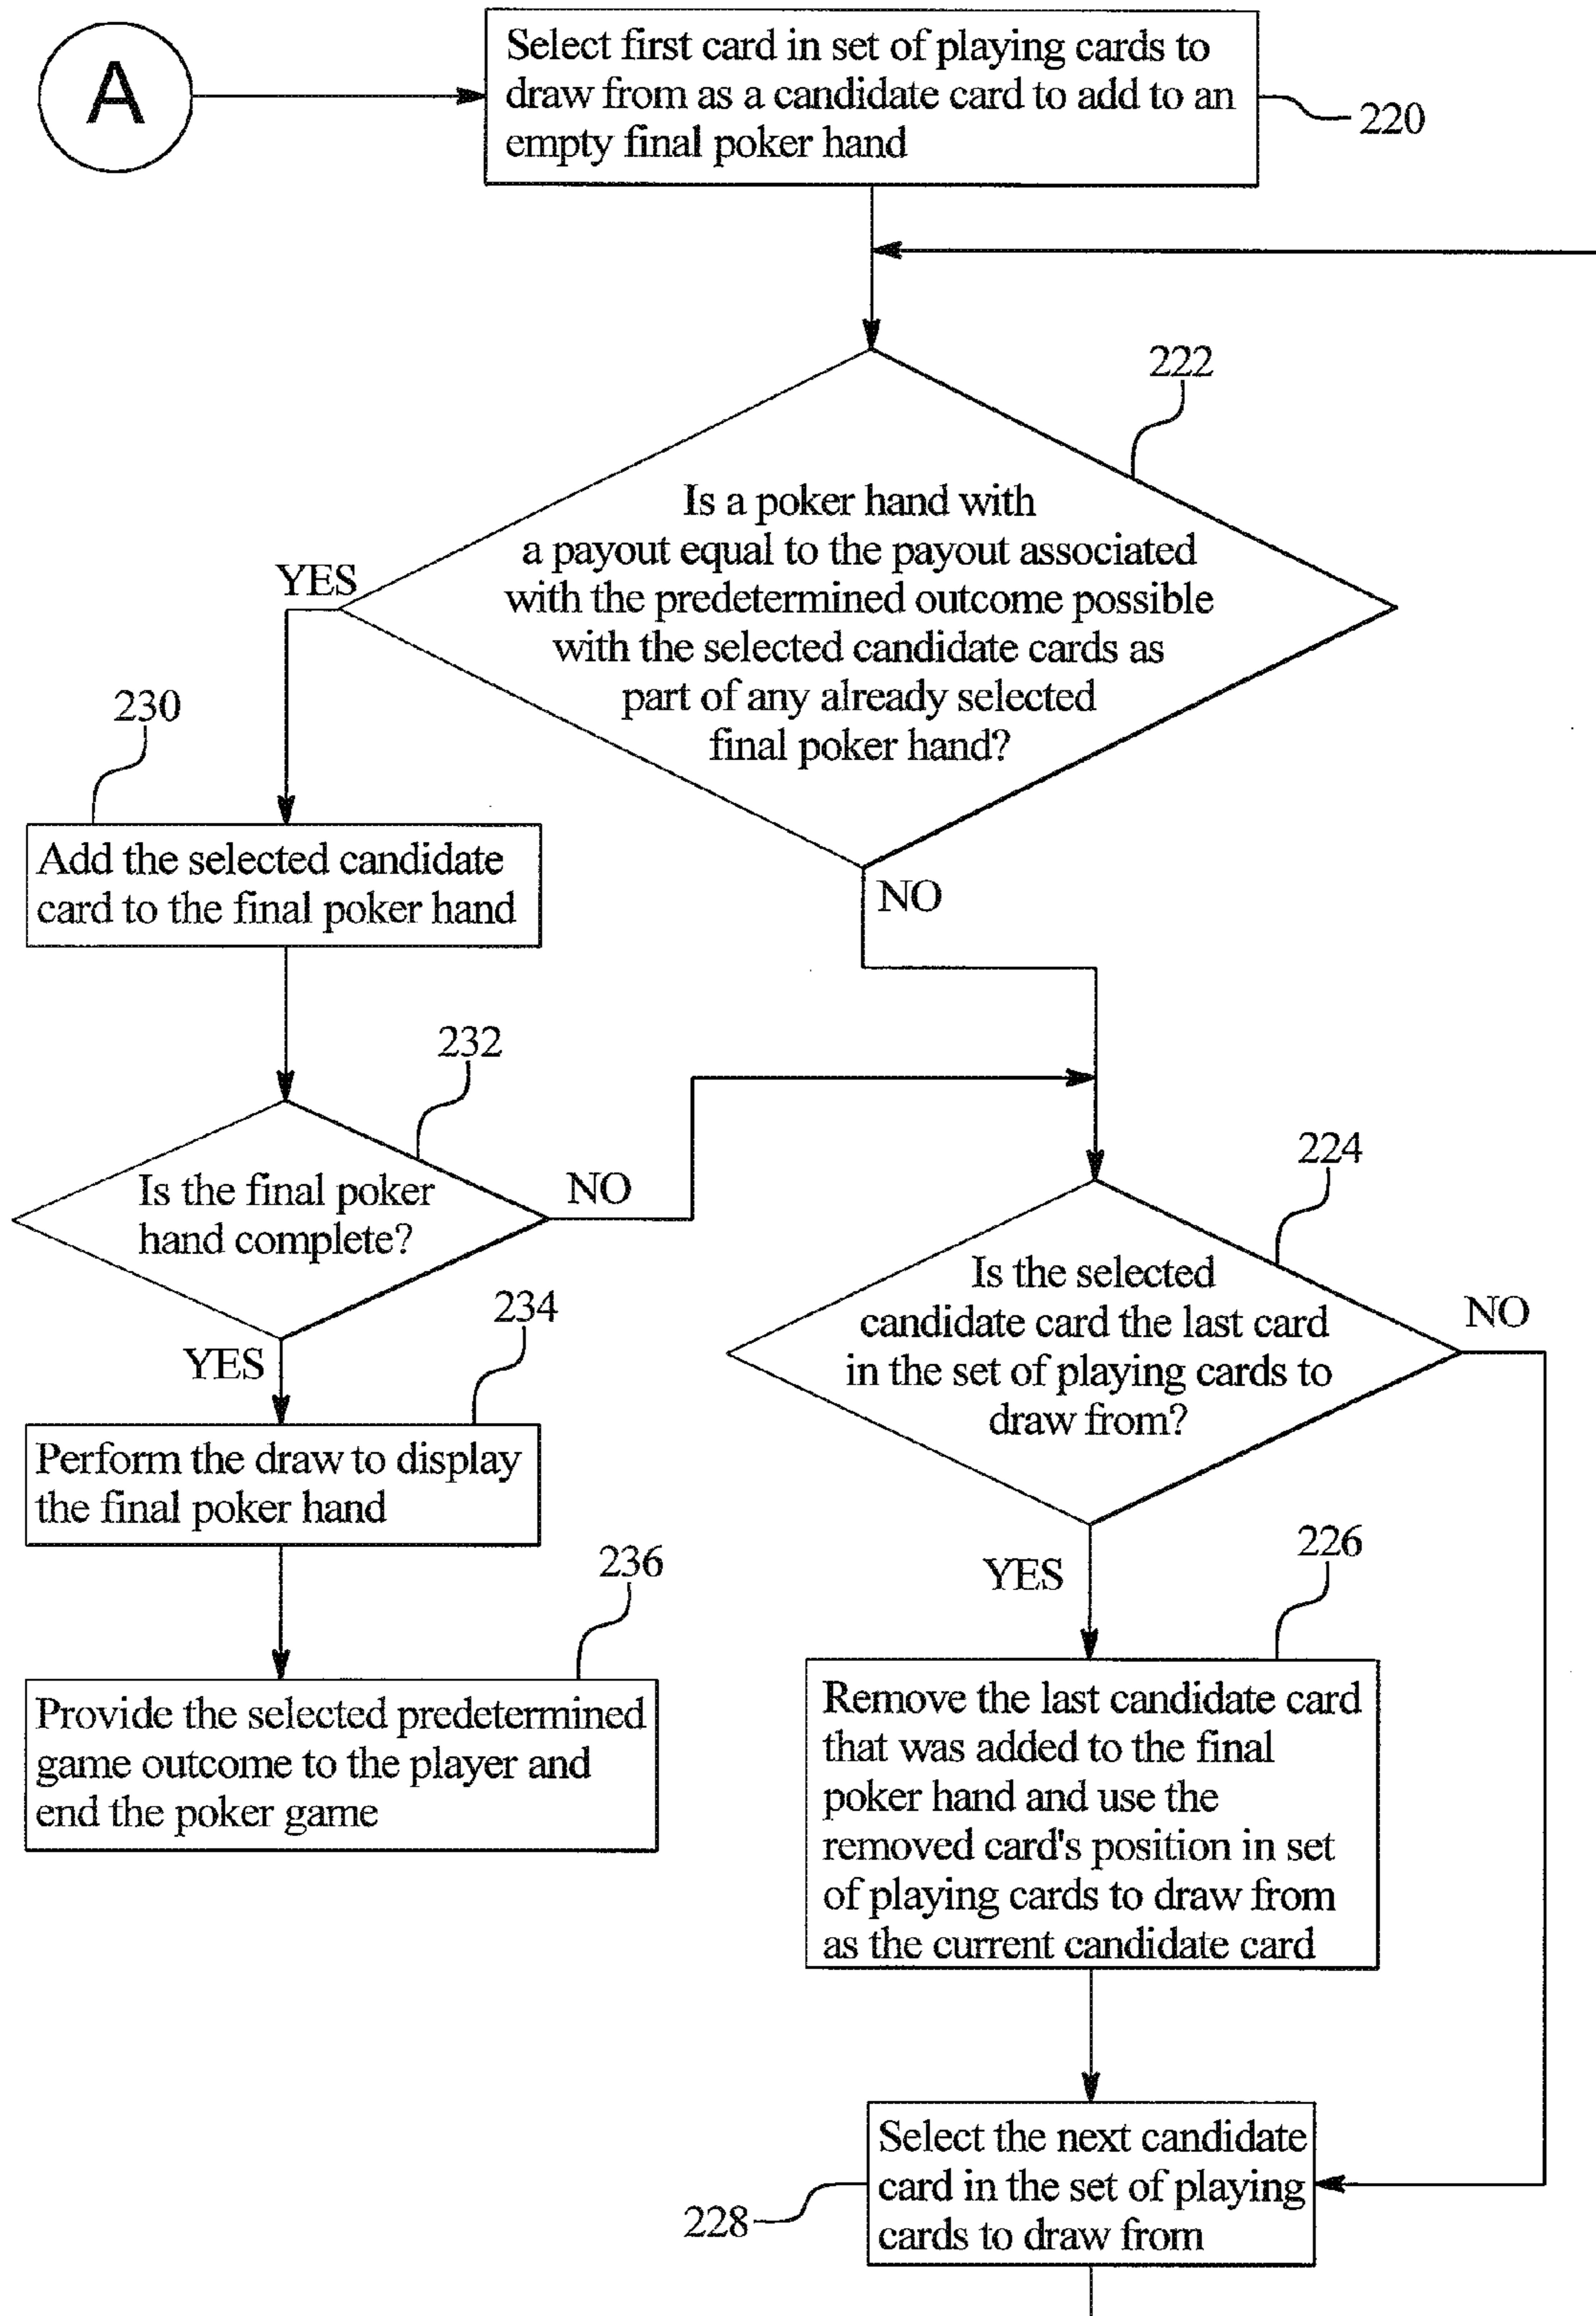 A
Select first card in set of playing cards to
draw from as a candidate card to add to an
empty final poker hand
220
222
Is a poker hand with
a payout equal to the payout associated
with the predetermined outcome possible
with the selected candidate cards as
part of any already selected
final poker hand?
YES
NO
230
Add the selected candidate
card to the final poker hand
232
Is the final poker
hand complete?
NO
YES
224
Is the selected
candidate card the last card
in the set of playing cards to
draw from?
NO
YES
234
Perform the draw to display
the final poker hand
236
Provide the selected predetermined
game outcome to the player and
end the poker game
226
Remove the last candidate card
that was added to the final
poker hand and use the
removed card's position in set
of playing cards to draw from
as the current candidate card
Select the next candidate
card in the set of playing
cards to draw from
228